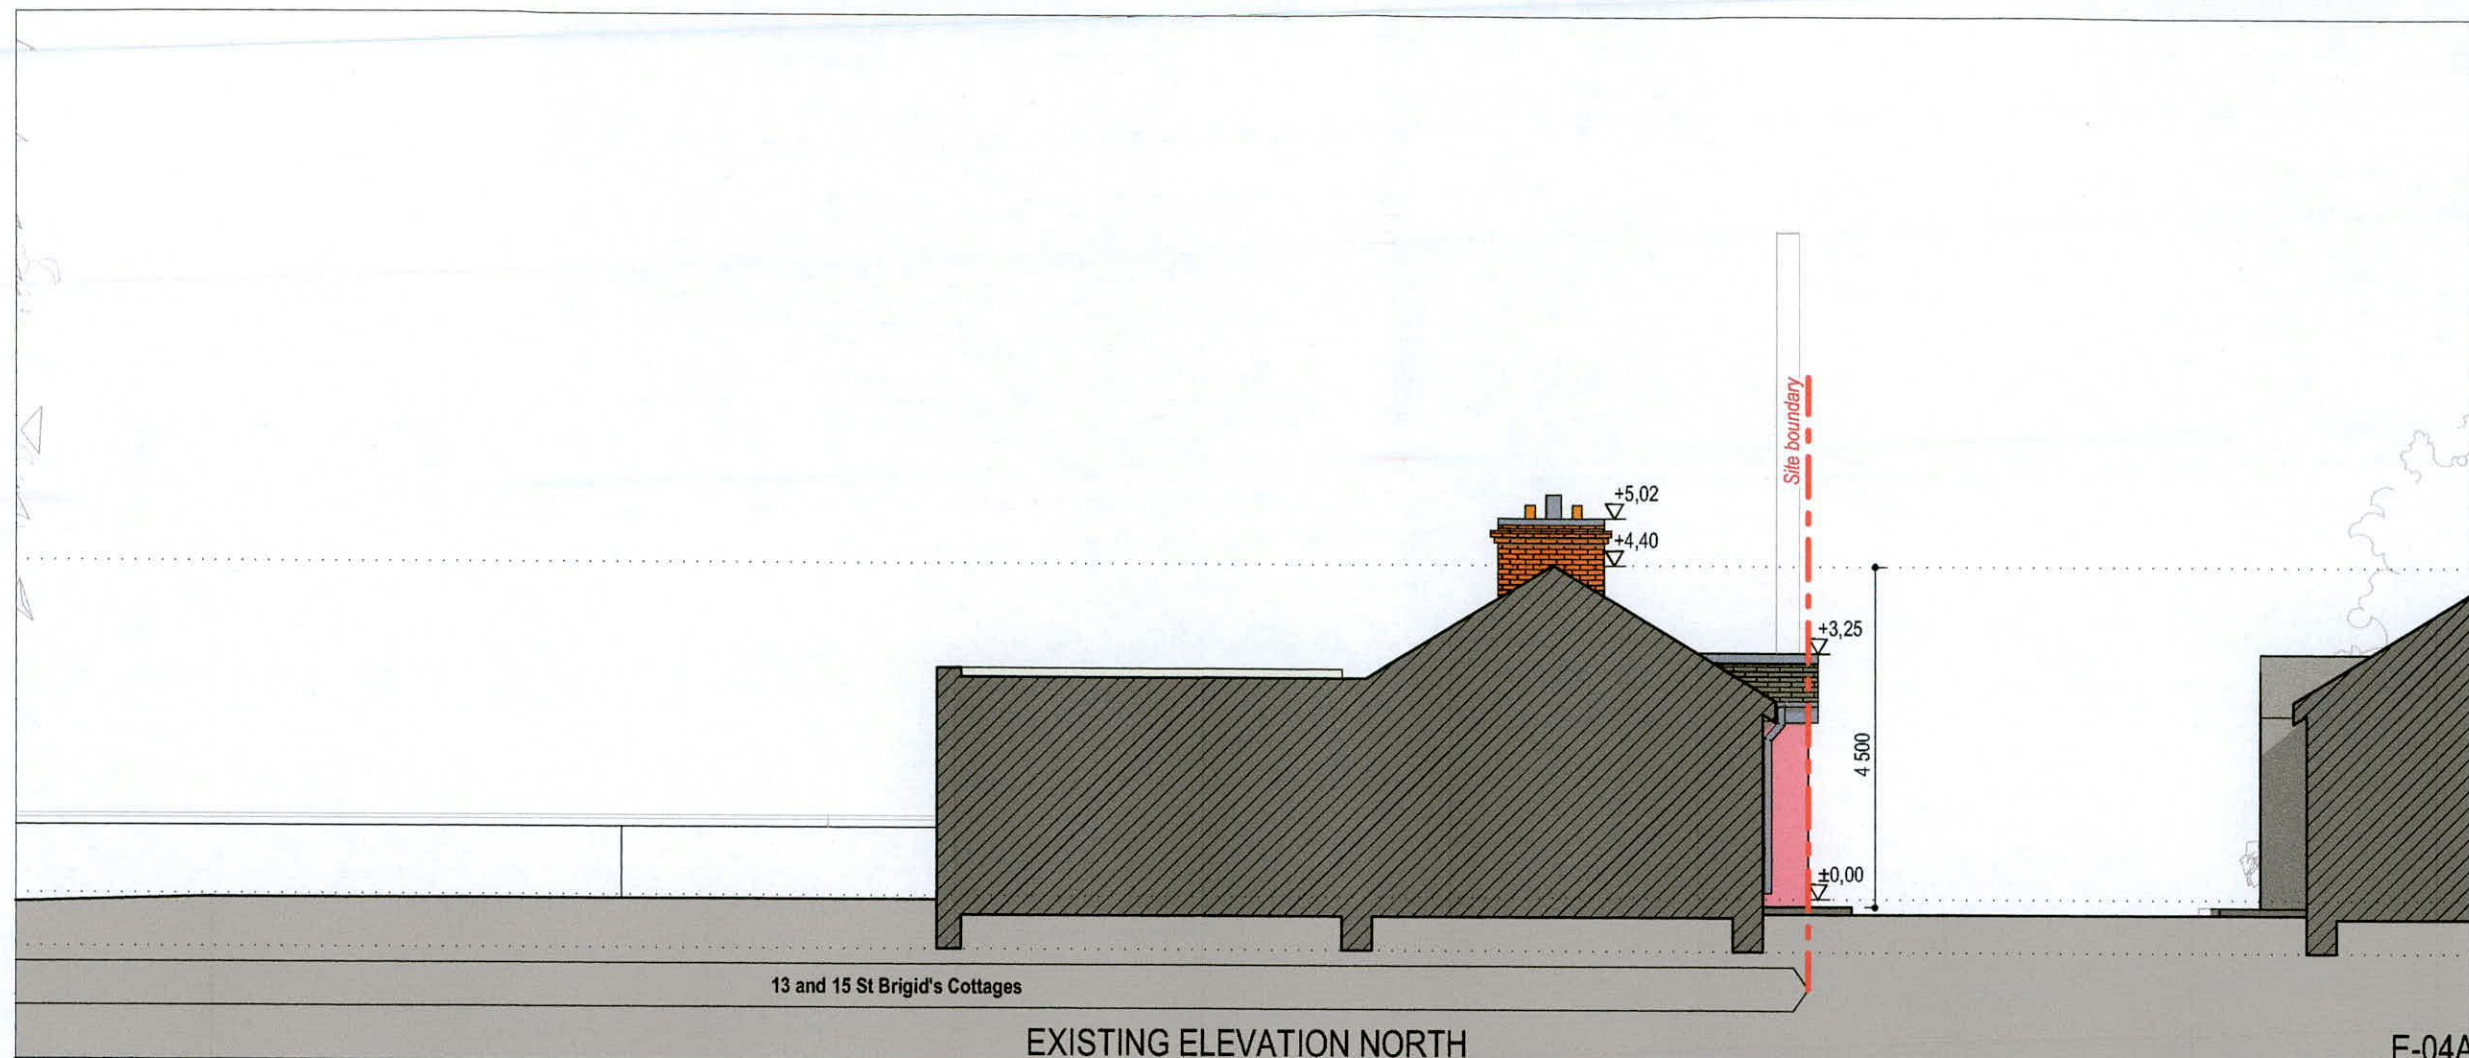 Site boundary
+5,02
+4,40
+3,25
4 500
±0,00
13 and 15 St Brigid's Cottages
EXISTING ELEVATION NORTH
E-04A